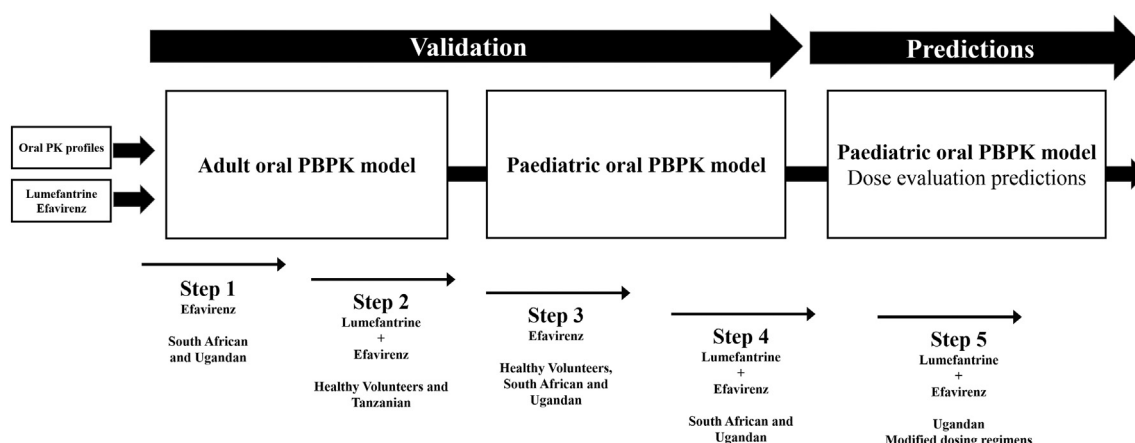 Validation
Predictions
Oral PK profiles
Lumefantrine
Efavirenz
Adult oral PBPK model
Paediatric oral PBPK model
Paediatric oral PBPK model
Dose evaluation predictions
Step 1
Efavirenz
South African
and Ugandan
Step 2
Lumefantrine
+
Efavirenz
Healthy Volunteers and
Tanzanian
Step 3
Efavirenz
Healthy Volunteers,
South African and
Ugandan
Step 4
Lumefantrine
+
Efavirenz
South African and
Ugandan
Step 5
Lumefantrine
+
Efavirenz
Ugandan
Modified dosing regimens